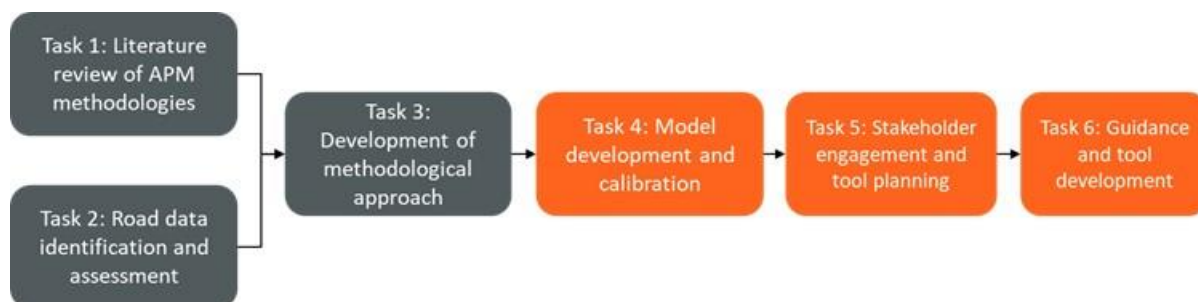 Task 1: Literature
review of APM
methodologies
Task 2: Road data
identification and
assessment
Task 3:
Development of
methodological
approach
Task 4: Model
development and
calibration
Task 5: Stakeholder
engagement and
tool planning
Task 6: Guidance
and tool
development